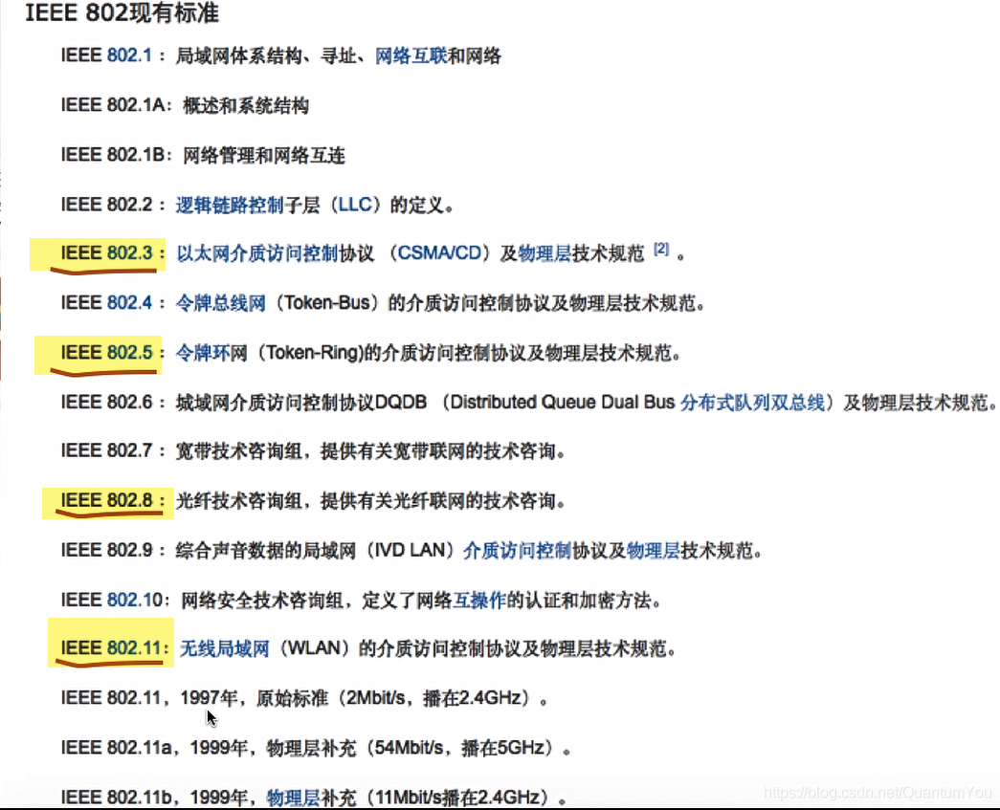 IEEE 802现有标准
IEEE 802.1 ：局域网体系结构、寻址、网络互联和网络
IEEE 802.1A：概述和系统结构
IEEE 802.1B：网络管理和网络互连
IEEE 802.2 ：逻辑链路控制子层（LLC）的定义。
IEEE 802.3 ：以太网介质访问控制协议 （CSMA/CD）及物理层技术规范 [2] 。
IEEE 802.4 ：令牌总线网（Token-Bus）的介质访问控制协议及物理层技术规范。
IEEE 802.5 ：令牌环网（Token-Ring)的介质访问控制协议及物理层技术规范。
IEEE 802.6 ：城域网介质访问控制协议DQDB （Distributed Queue Dual Bus 分布式队列双总线）及物理层技术规范。
IEEE 802.7 ：宽带技术咨询组，提供有关宽带联网的技术咨询。
IEEE 802.8 ：光纤技术咨询组，提供有关光纤联网的技术咨询。
IEEE 802.9 ：综合声音数据的局域网（IVD LAN）介质访问控制协议及物理层技术规范。
IEEE 802.10：网络安全技术咨询组，定义了网络互操作的认证和加密方法。
IEEE 802.11：无线局域网（WLAN）的介质访问控制协议及物理层技术规范。
IEEE 802.11，1997年，原始标准（2Mbit/s，播在2.4GHz）。
IEEE 802.11a，1999年，物理层补充（54Mbit/s，播在5GHz）。
IEEE 802.11b，1999年，物理层补充（11Mbit/s播在2.4GHz）。
https://blog.csdn.net/QuantumYou